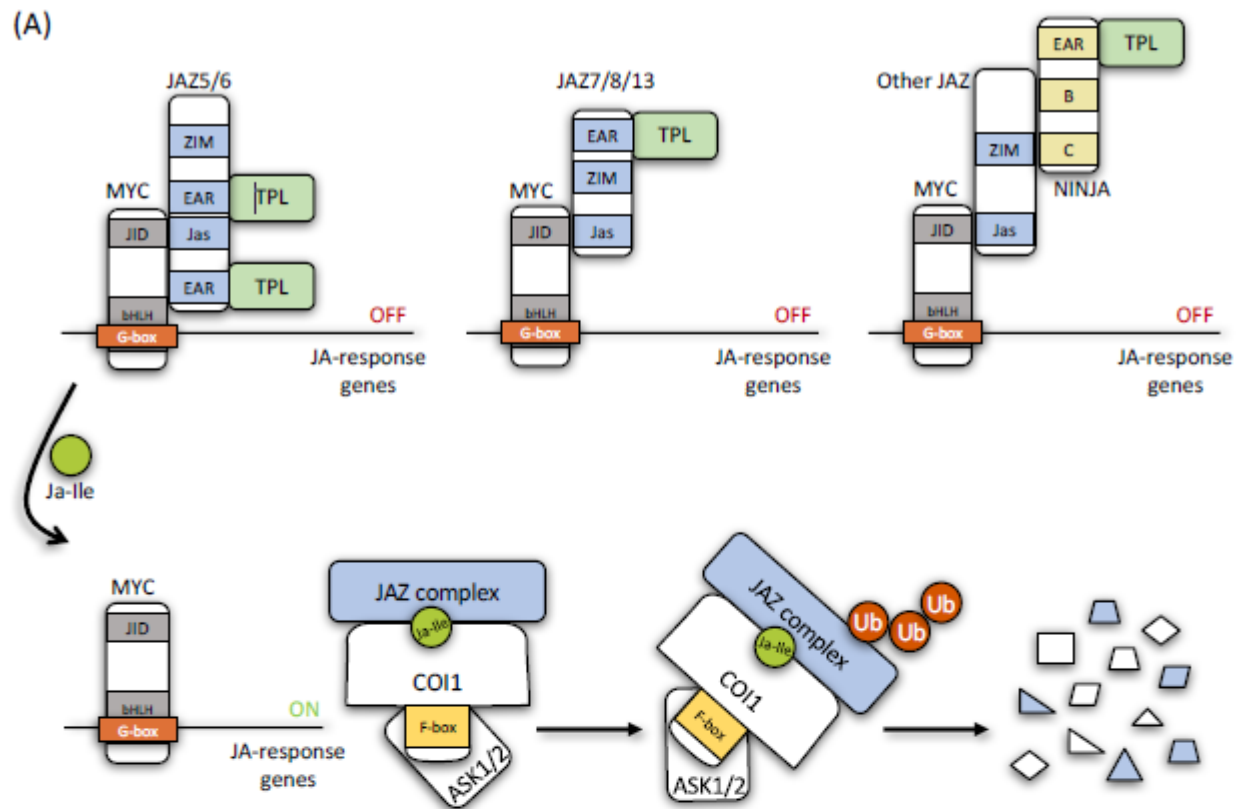 (A)
JAZ5/6
ZIM
EAR
TPL
MYC
JID
Jas
EAR
TPL
bHLH
G-box
OFF
JA-response
genes
JAZ7/8/13
EAR
TPL
ZIM
MYC
JID
Jas
bHLH
G-box
OFF
JA-response
genes
Other JAZ
EAR
TPL
B
ZIM
C
NINJA
MYC
JID
Jas
bHLH
G-box
OFF
JA-response
genes
Ja-Ile
MYC
JID
bHLH
G-box
ON
JA-response
genes
JAZ complex
Ja-Ile
COI1
F-box
ASK1/2
JAZ complex
Ub
Ub
Ub
Ja-Ile
COI1
F-box
ASK1/2